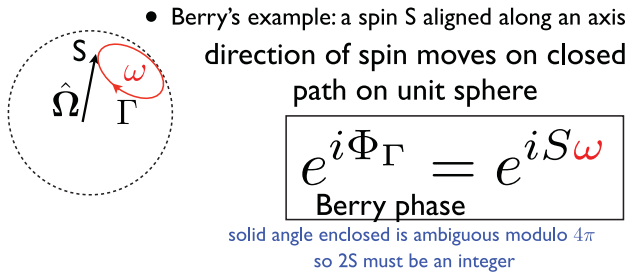 • Berry's example: a spin S aligned along an axis
direction of spin moves on closed
path on unit sphere
S
ω
Ω̂
Γ
e^{iΦ_Γ} = e^{iSω}
Berry phase
solid angle enclosed is ambiguous modulo 4π
so 2S must be an integer